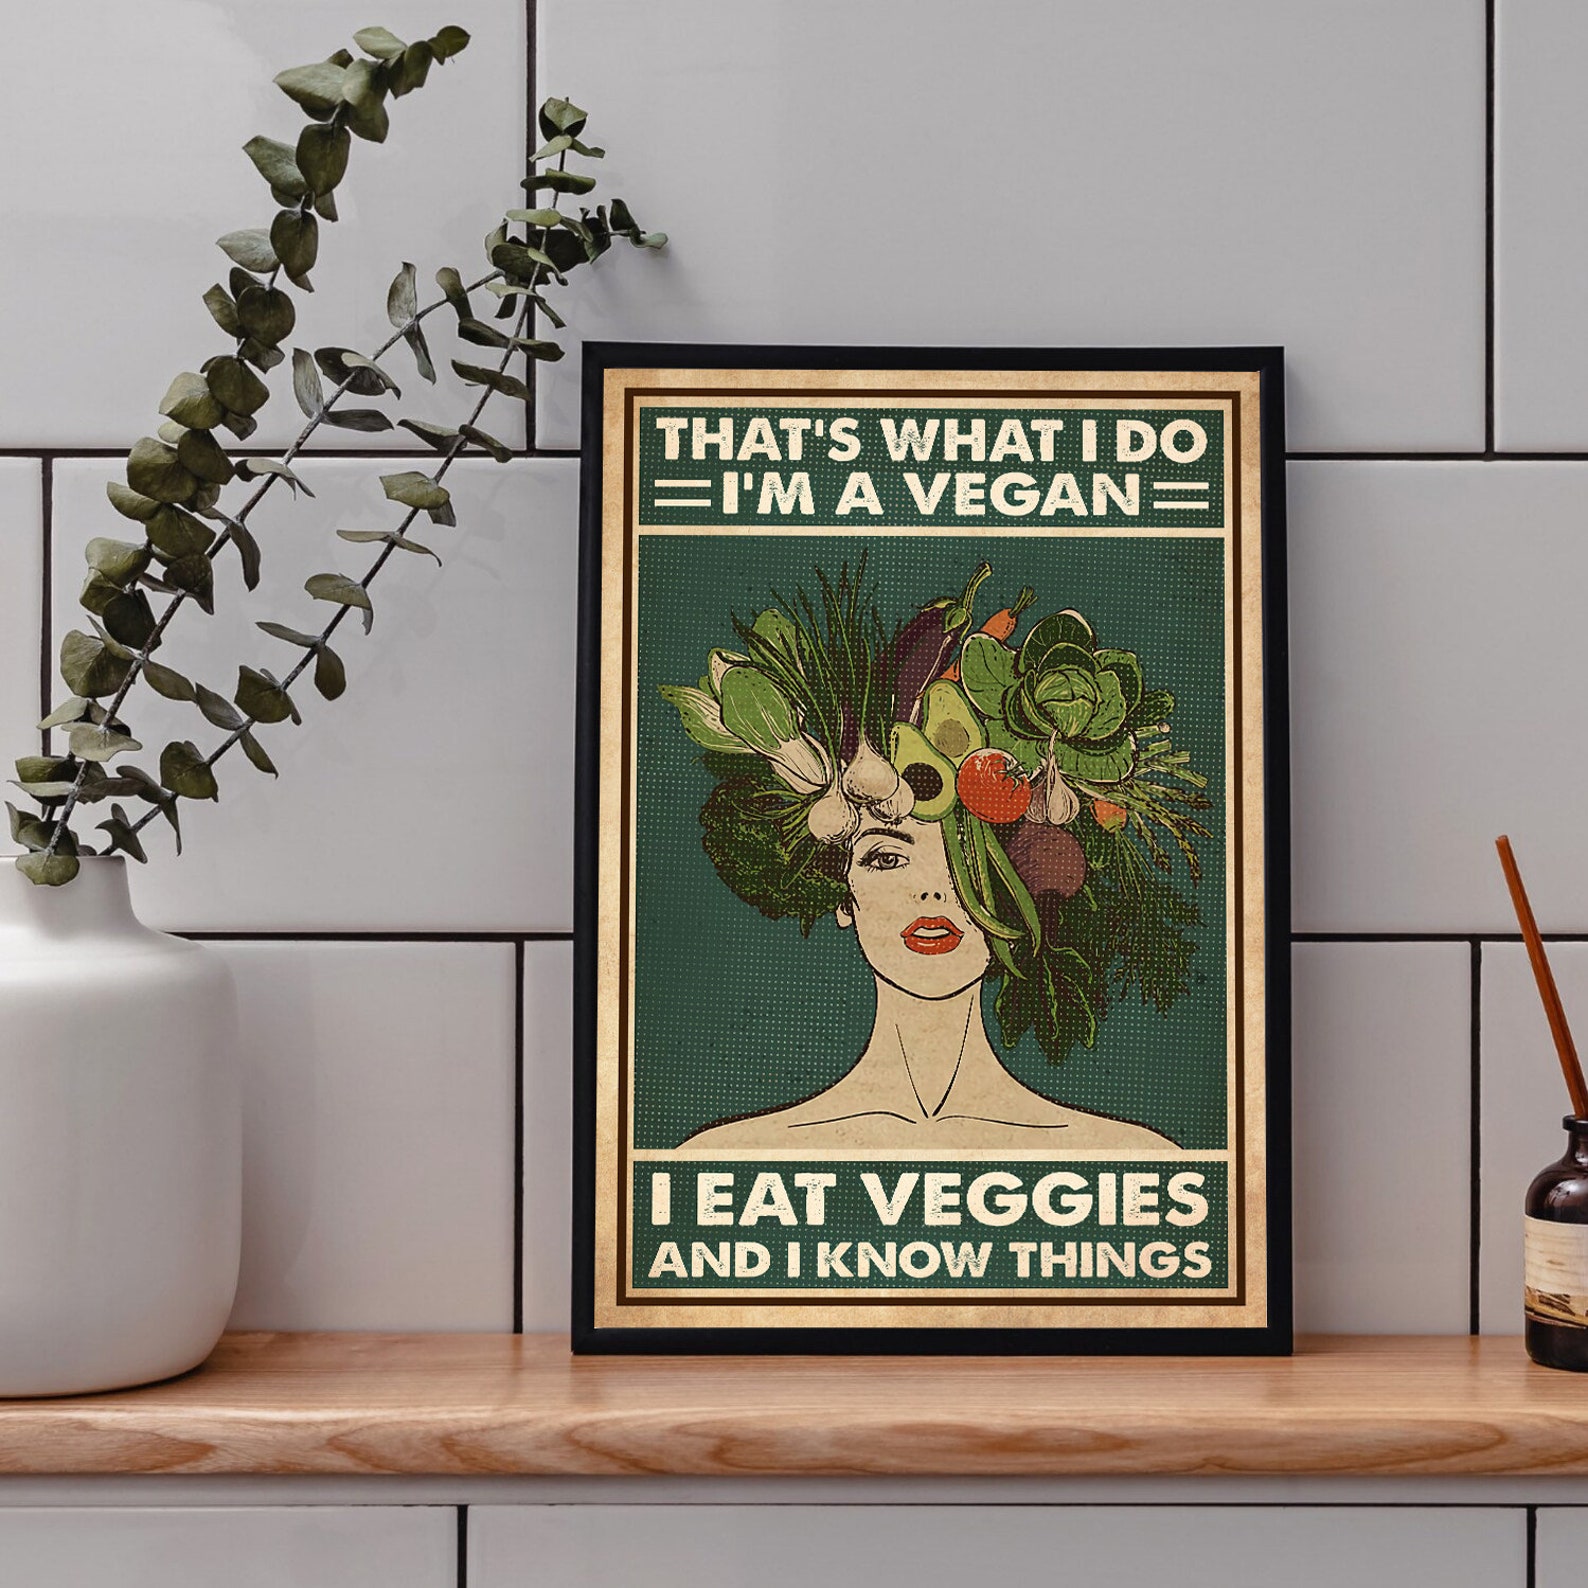 THAT'S WHAT I DO
I'M A VEGAN
I EAT VEGGIES
AND I KNOW THINGS